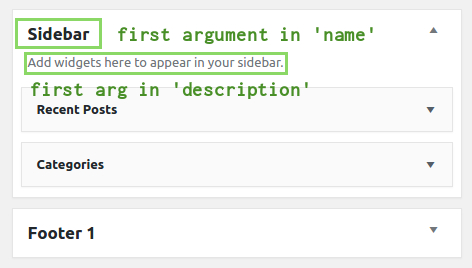 Sidebar first argument in 'name'
Add widgets here to appear in your sidebar.
first arg in 'description'
Recent Posts
Categories
Footer 1